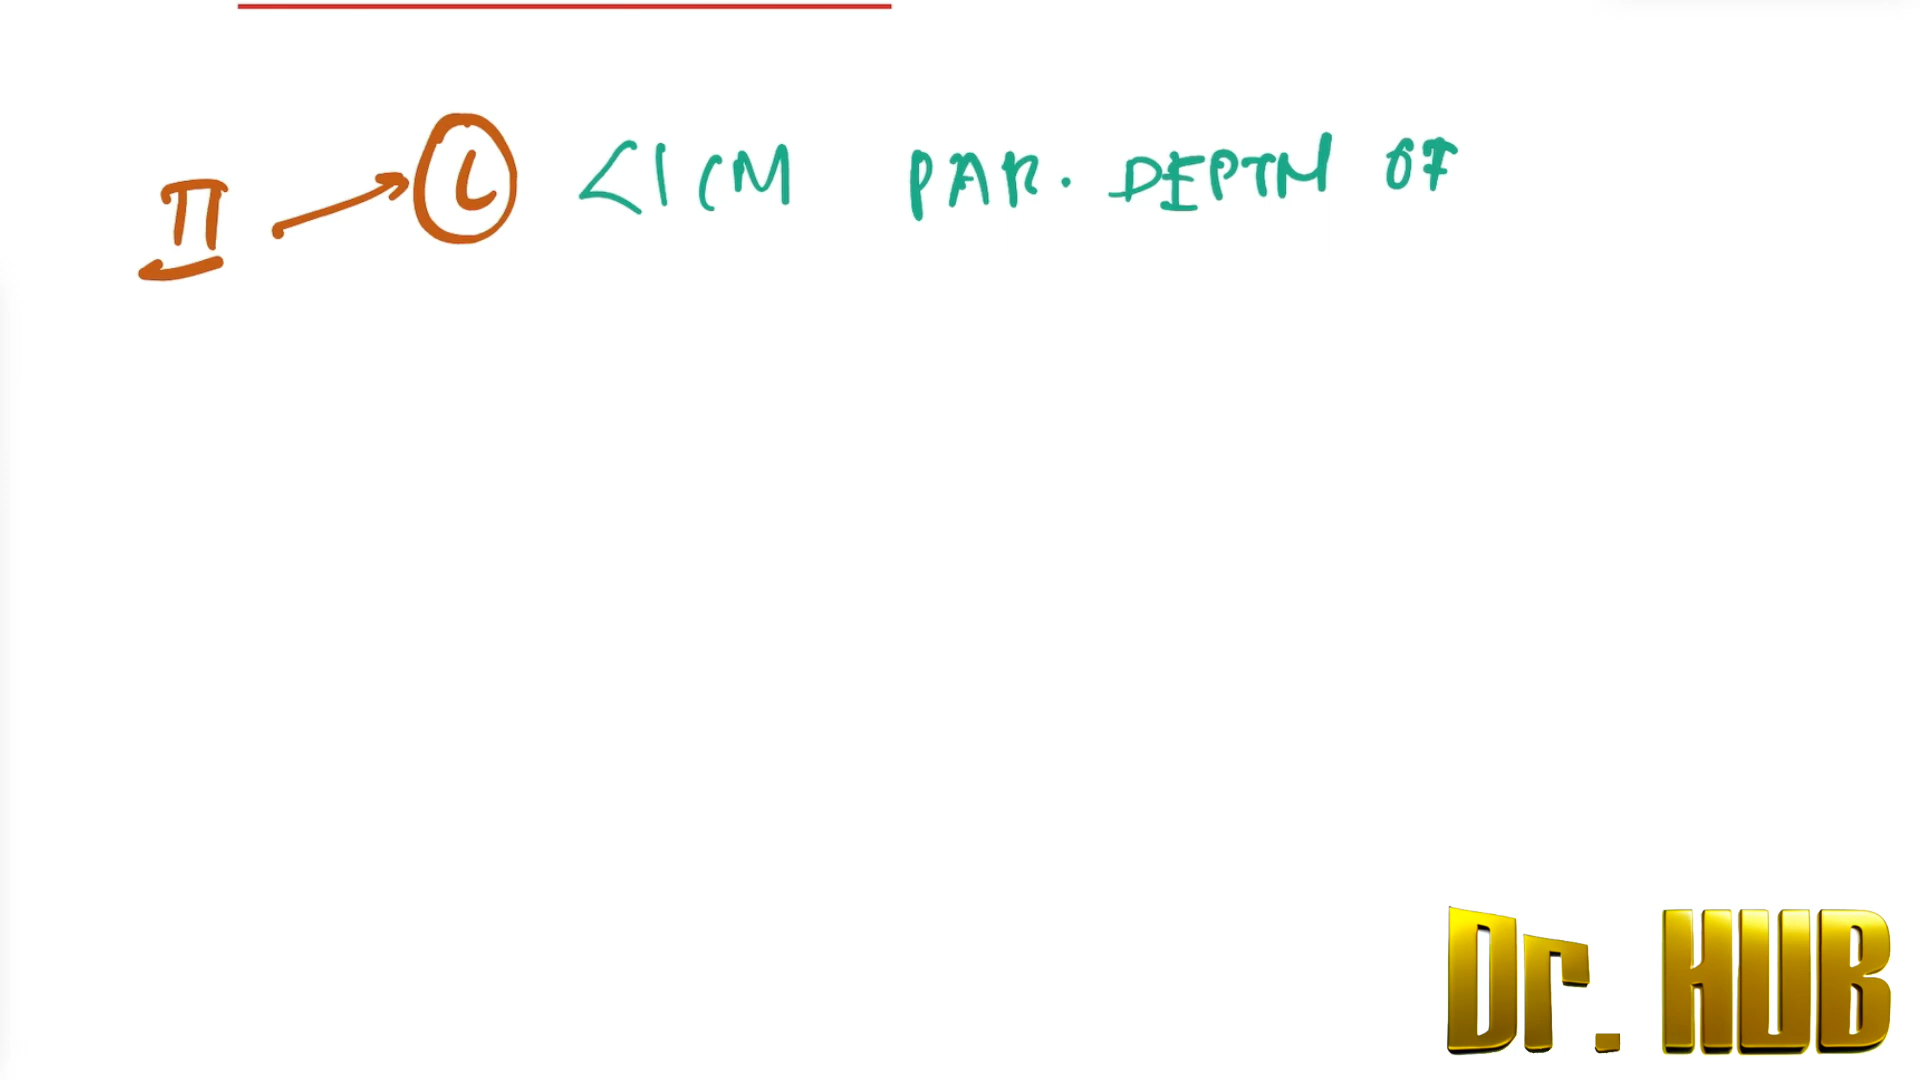 II → L <1CM PAR. DEPTH OF
Dr. HUB